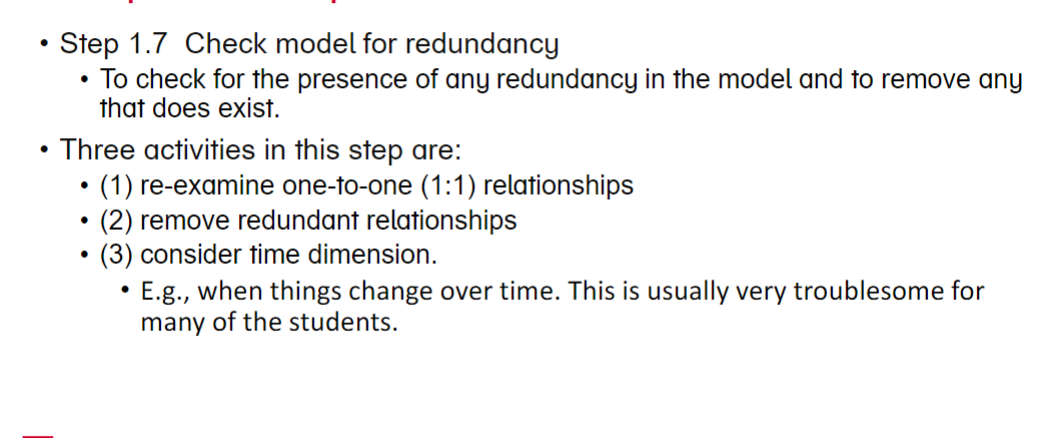 • Step 1.7 Check model for redundancy
• To check for the presence of any redundancy in the model and to remove any
that does exist.
• Three activities in this step are:
• (1) re-examine one-to-one (1:1) relationships
• (2) remove redundant relationships
• (3) consider time dimension.
• E.g., when things change over time. This is usually very troublesome for
many of the students.